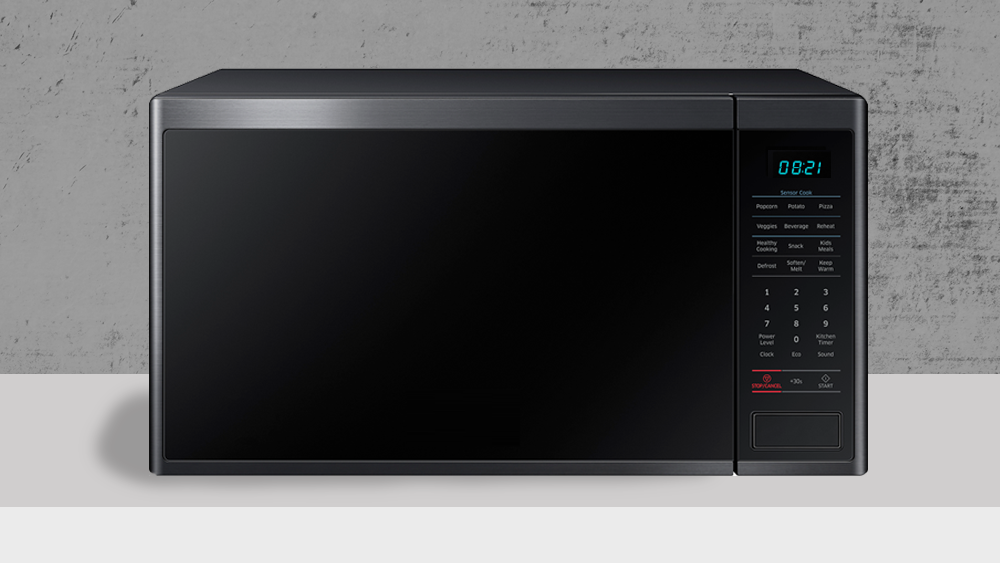 08:21
Sensor Cook
Popcorn Potato Pizza
Veggies Beverage Reheat
Healthy Cooking Snack Kids Meals
Defrost Soften/Melt Keep Warm
1 2 3
4 5 6
7 8 9
Power Level 0 Kitchen Timer
Clock Eco Sound
STOP/CANCEL +30s START